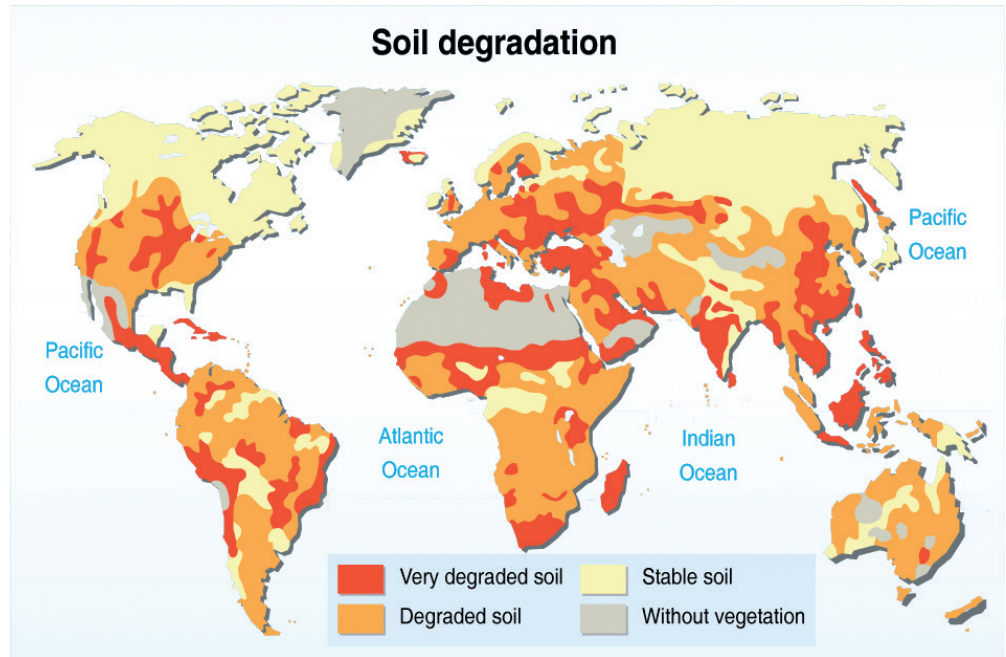 Soil degradation
Pacific
Ocean
Pacific
Ocean
Atlantic
Ocean
Indian
Ocean
Very degraded soil
Stable soil
Degraded soil
Without vegetation